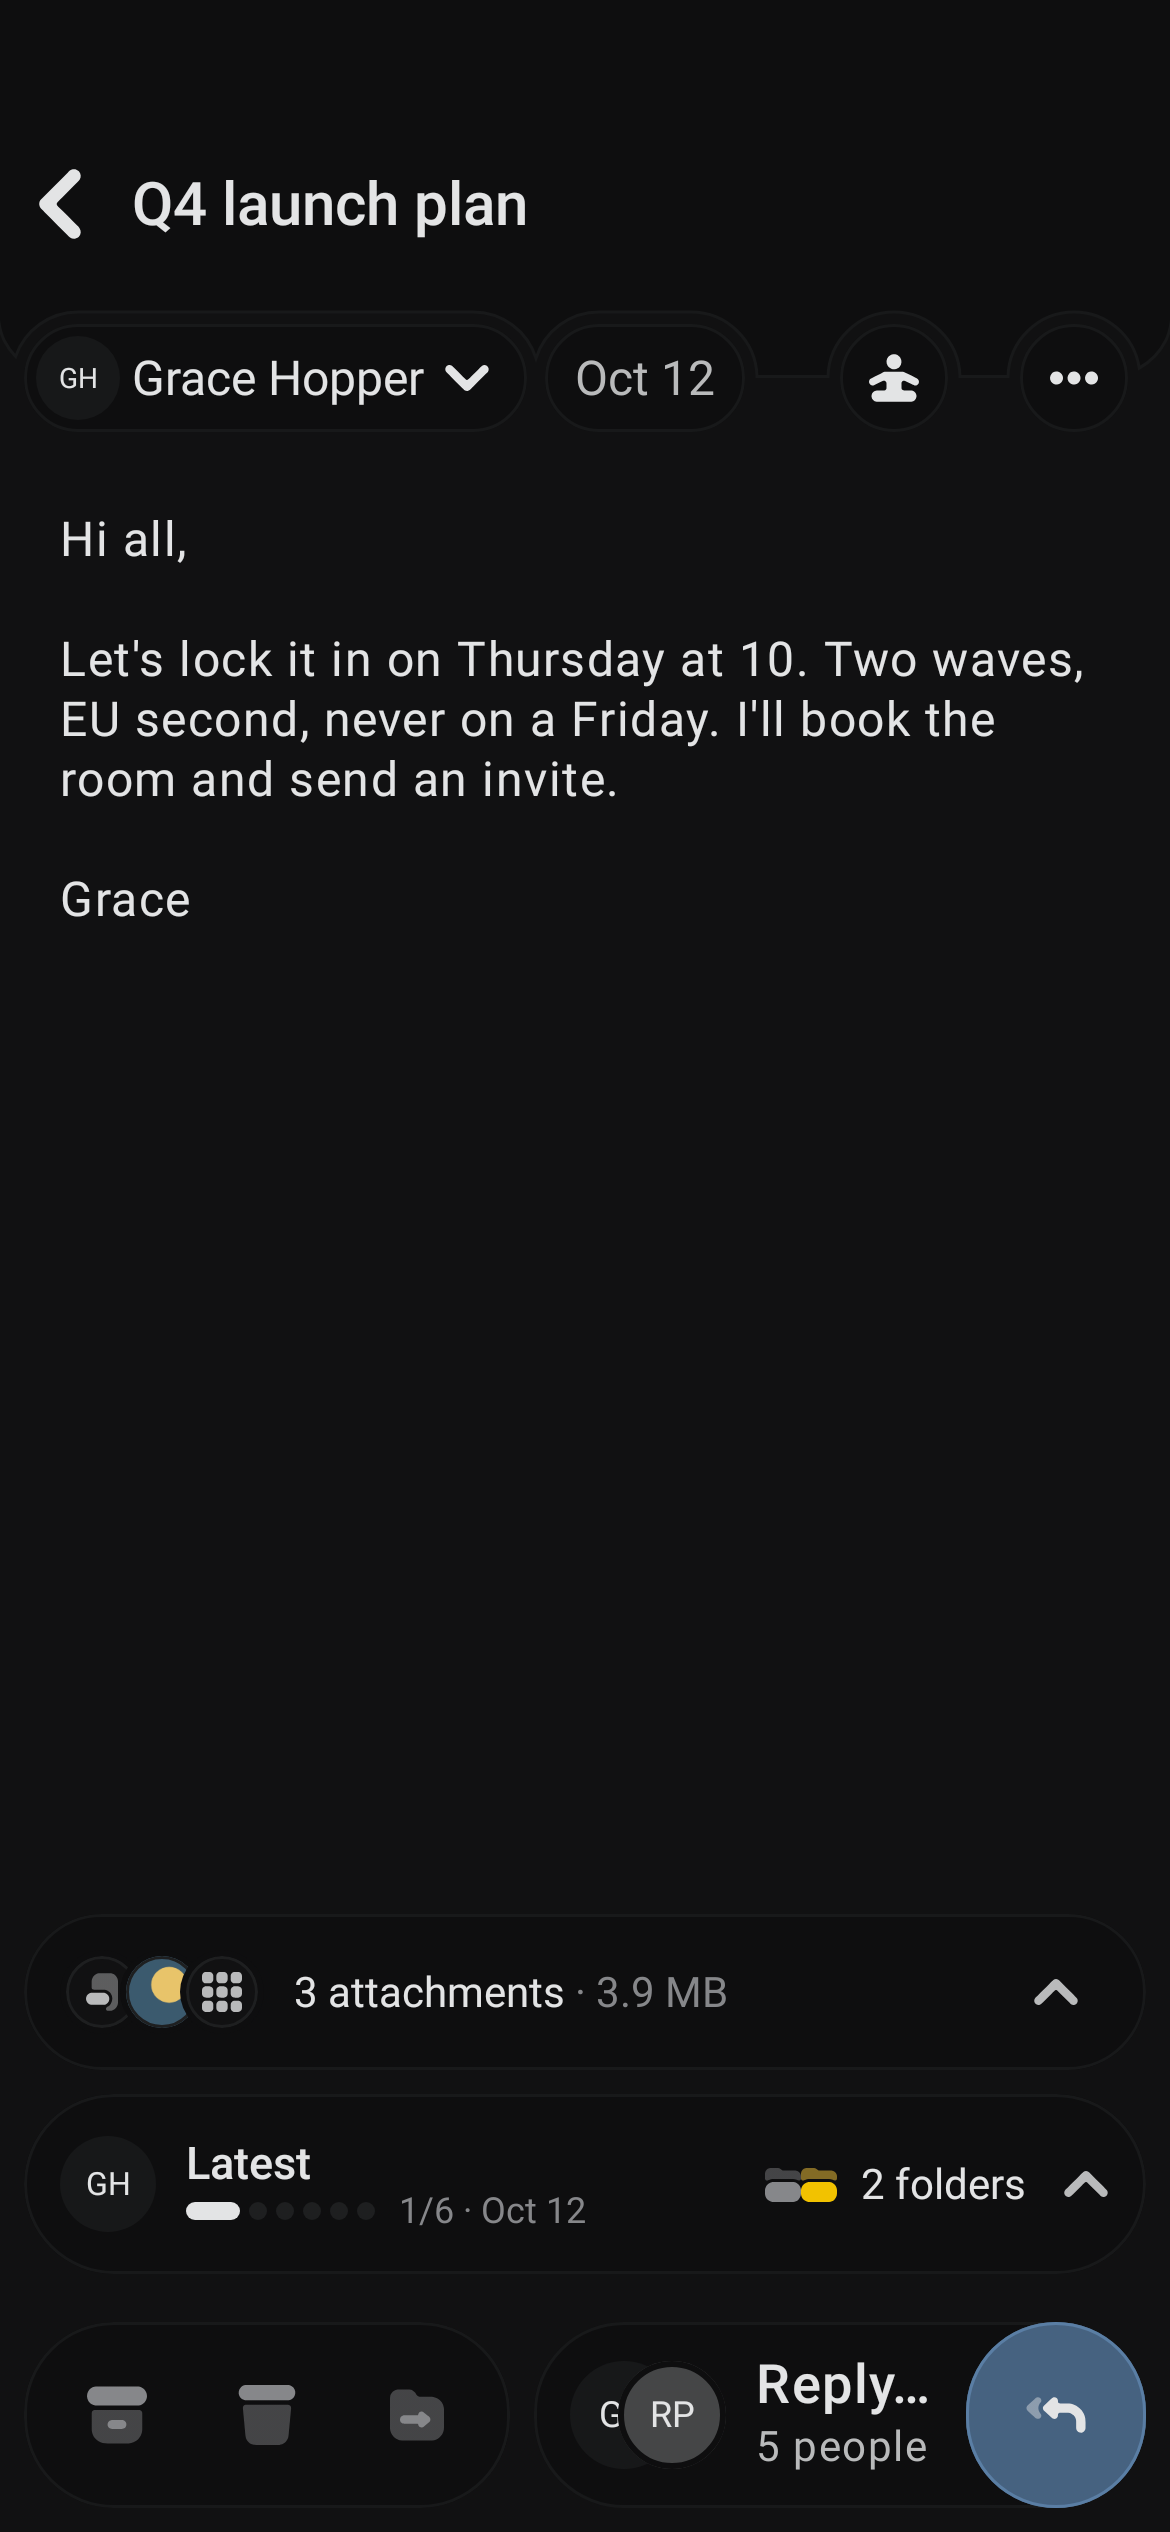 Q4 launch plan
GH Grace Hopper Oct 12
Hi all,
Let's lock it in on Thursday at 10. Two waves,
EU second, never on a Friday. I'll book the
room and send an invite.
Grace
3 attachments · 3.9 MB
GH Latest
1/6 · Oct 12
2 folders
G RP Reply…
5 people